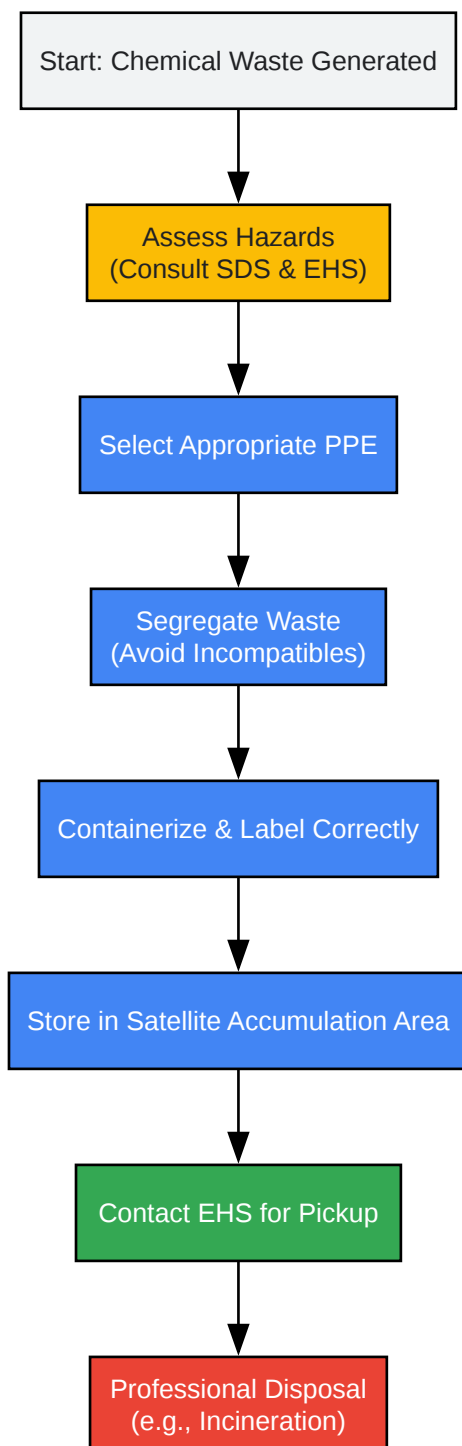 Start: Chemical Waste Generated
Assess Hazards
(Consult SDS & EHS)
Select Appropriate PPE
Segregate Waste
(Avoid Incompatibles)
Containerize & Label Correctly
Store in Satellite Accumulation Area
Contact EHS for Pickup
Professional Disposal
(e.g., Incineration)